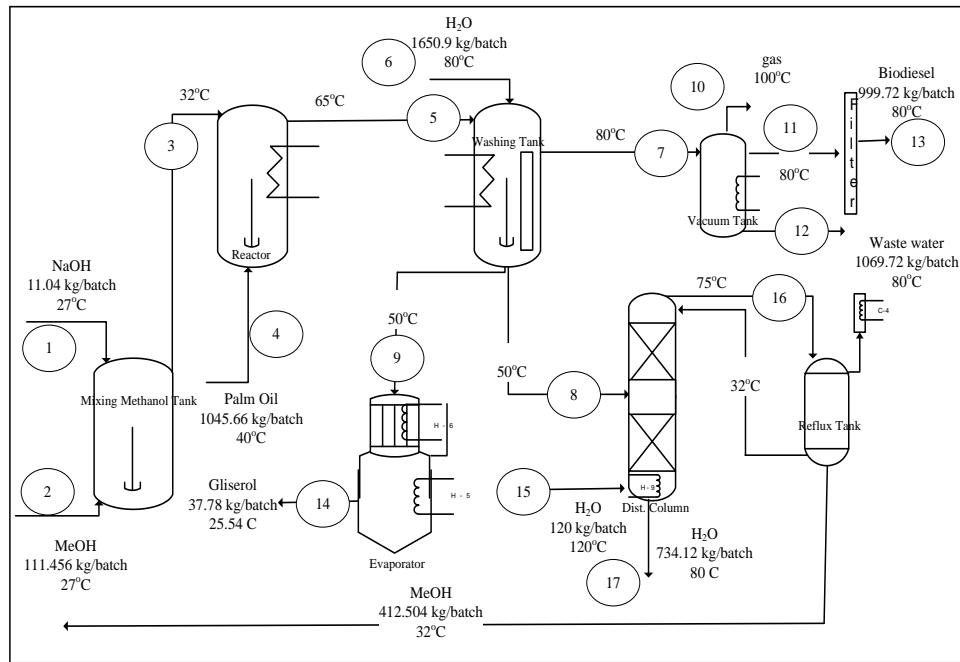 H₂O
1650.9 kg/batch
80°C
6
32°C
65°C
3
5
Washing Tank
Reactor
gas
100°C
10
11
80°C
7
80°C
Vacuum Tank
12
Filter
Biodiesel
999.72 kg/batch
80°C
13
NaOH
11.04 kg/batch
27°C
1
Mixing Methanol Tank
2
MeOH
111.456 kg/batch
27°C
4
Palm Oil
1045.66 kg/batch
40°C
50°C
9
50°C
8
75°C
16
Waste water
1069.72 kg/batch
80°C
C-4
32°C
Reflux Tank
H - 6
H - 5
Evaporator
Gliserol
37.78 kg/batch
25.54 C
14
15
H₂O
120 kg/batch
120°C
H-9
Dist. Column
H₂O
734.12 kg/batch
80 C
17
MeOH
412.504 kg/batch
32°C